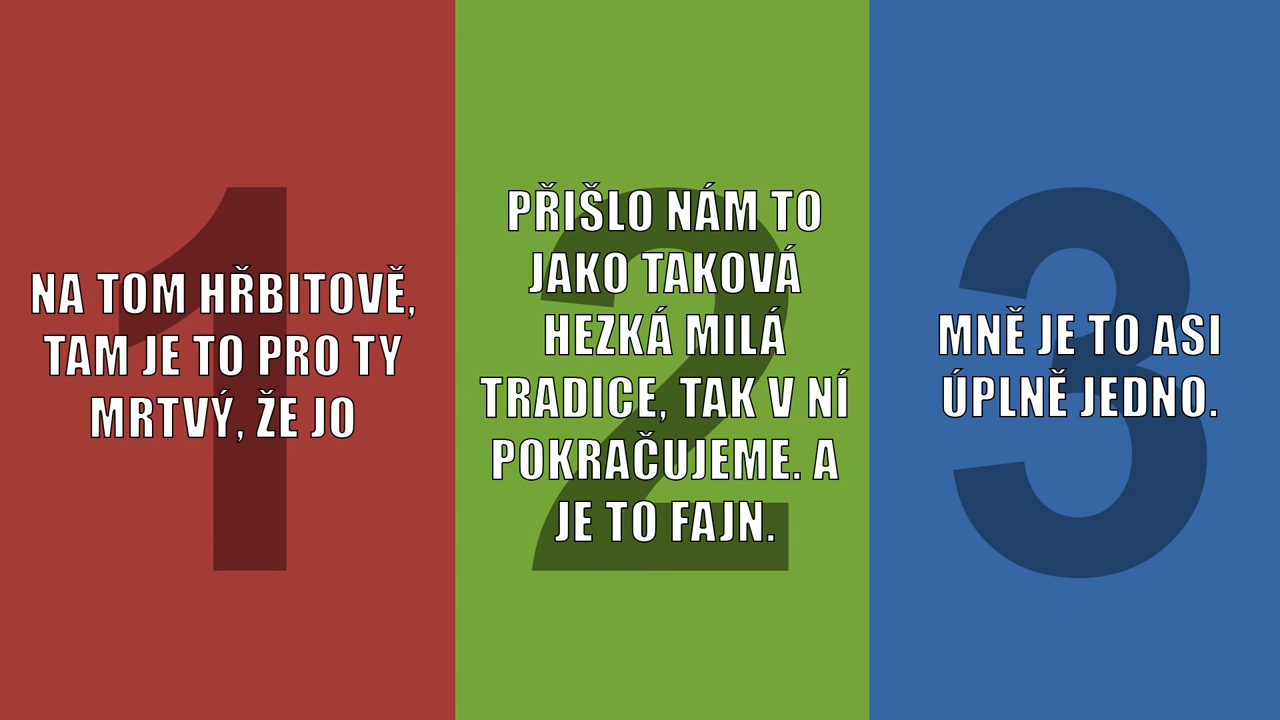 1
NA TOM HŘBITOVĚ,
TAM JE TO PRO TY
MRTVÝ, ŽE JO
2
PŘIŠLO NÁM TO
JAKO TAKOVÁ
HEZKÁ MILÁ
TRADICE, TAK V NÍ
POKRAČUJEME. A
JE TO FAJN.
3
MNĚ JE TO ASI
ÚPLNĚ JEDNO.